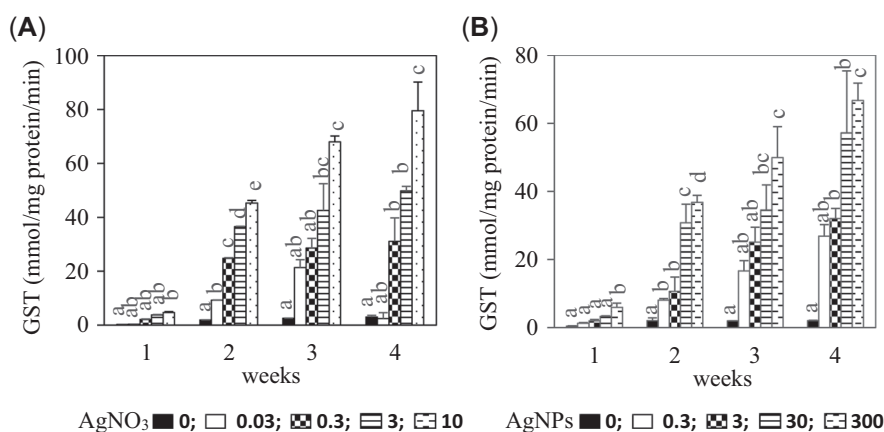 (A)
GST (mmol/mg protein/min)
100
80
60
40
20
0
a ab ab ab b
a b c d e
a ab ab bc c
a ab b b c
1 2 3 4
weeks
AgNO₃ 0; 0.03; 0.3; 3; 10
(B)
GST (mmol/mg protein/min)
80
60
40
20
0
a a a a b
a b b c d
a ab ab bc c
a ab b b c
1 2 3 4
weeks
AgNPs 0; 0.3; 3; 30; 300